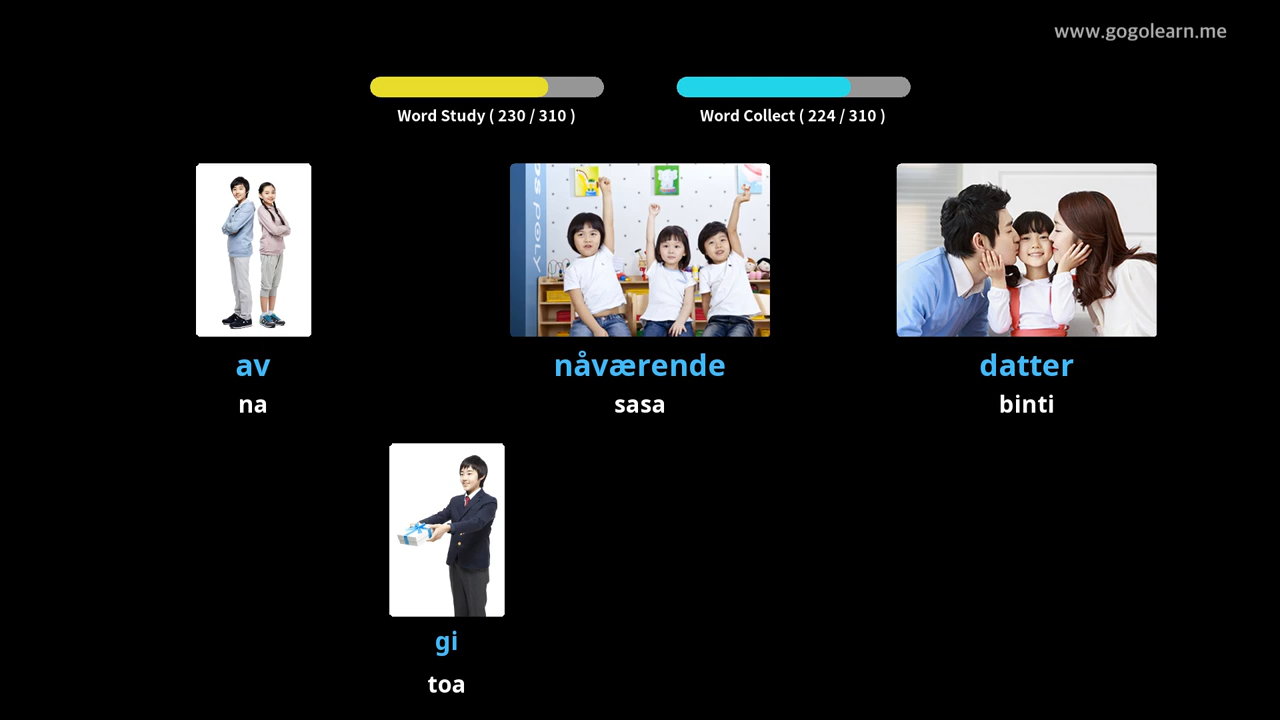 www.gogolearn.me
Word Study ( 230 / 310 )
Word Collect ( 224 / 310 )
av
nåværende
datter
na
sasa
binti
gi
toa